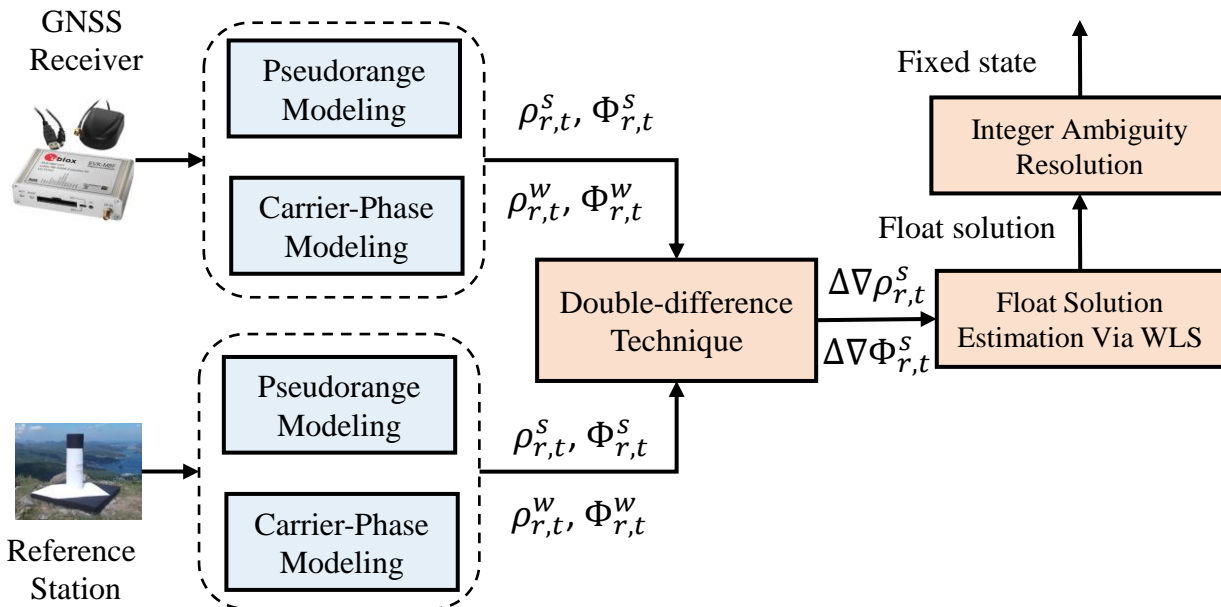 GNSS
Receiver
Pseudorange
Modeling
Carrier-Phase
Modeling
ρ^s_{r,t}, Φ^s_{r,t}
ρ^w_{r,t}, Φ^w_{r,t}
ublox
Reference
Station
Pseudorange
Modeling
Carrier-Phase
Modeling
ρ^s_{r,t}, Φ^s_{r,t}
ρ^w_{r,t}, Φ^w_{r,t}
Double-difference
Technique
Δ∇ρ^s_{r,t}
Δ∇Φ^s_{r,t}
Float Solution
Estimation Via WLS
Float solution
Integer Ambiguity
Resolution
Fixed state